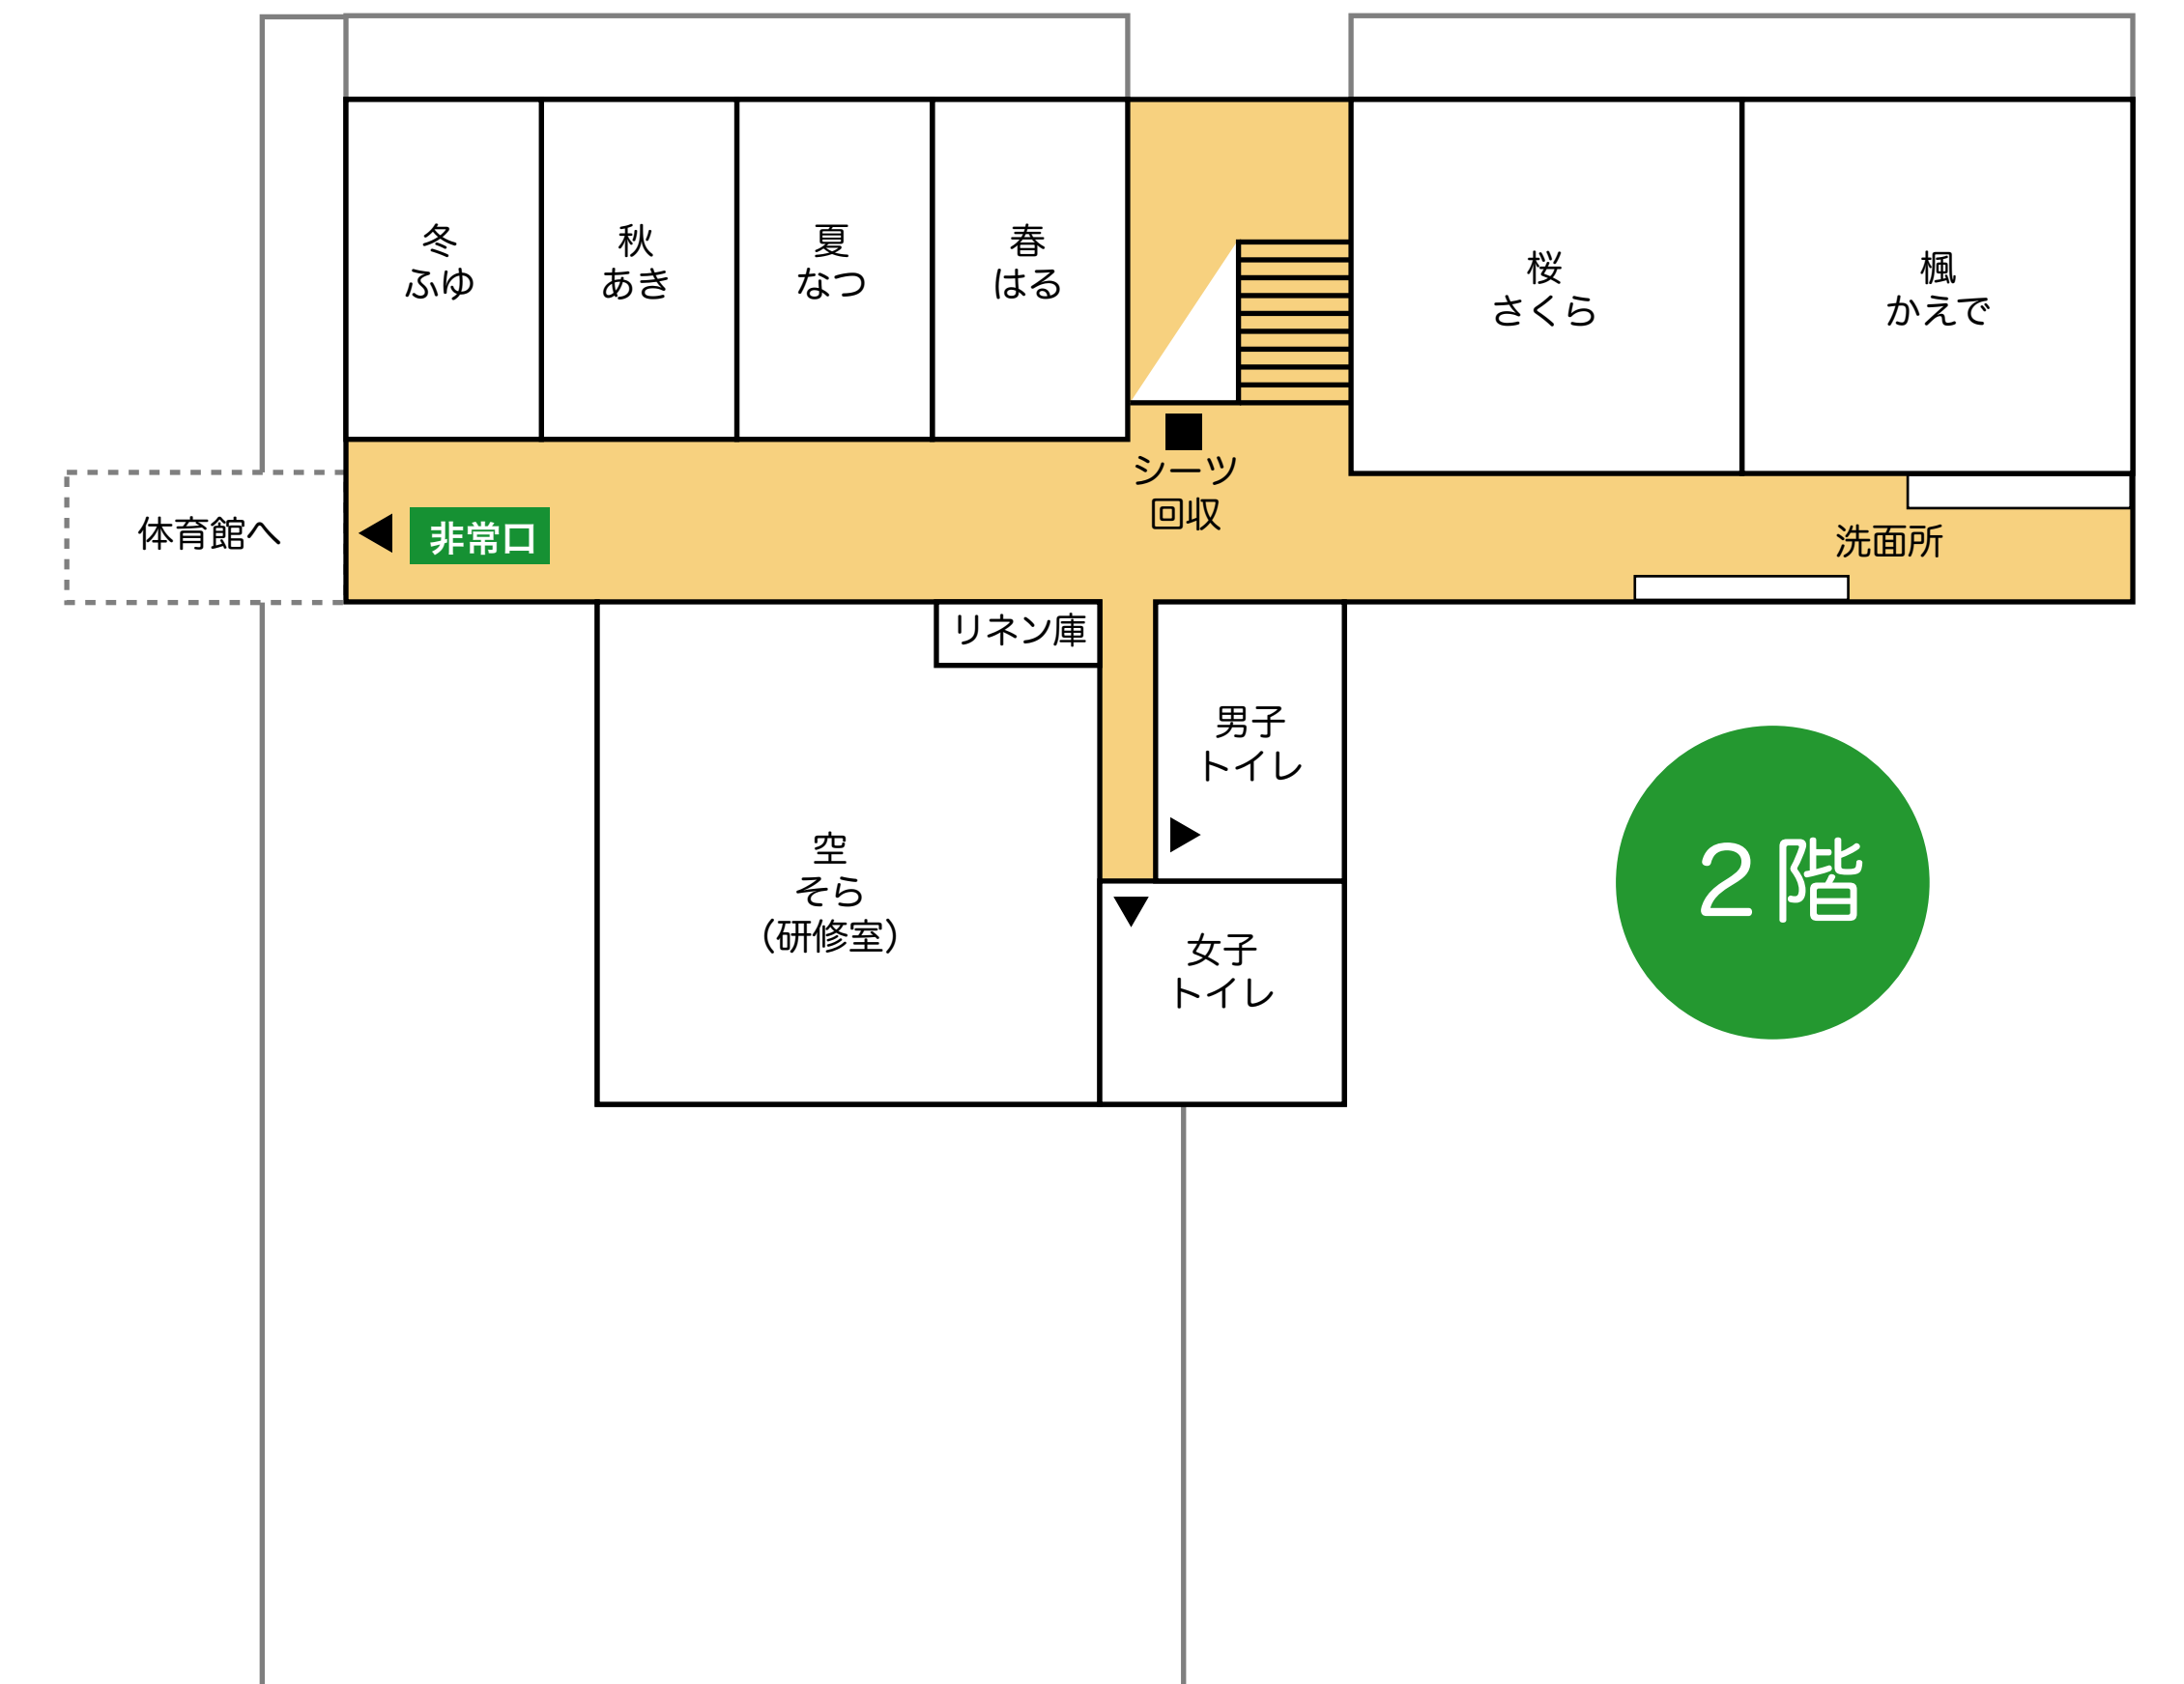 冬
ふゆ
秋
あき
夏
なつ
春
はる
桜
さくら
楓
かえで
シーツ
回収
体育館へ
非常口
洗面所
リネン庫
男子
トイレ
空
そら
(研修室)
女子
トイレ
2階